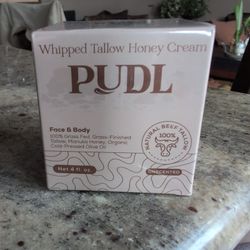 Whipped Tallow Honey Cream
PUDL
Face & Body
100% Grass Fed, Grass-Finished
Tallow, Manuka Honey, Organic
Cold Pressed Olive Oil
Net 4 fl. oz
NATURAL BEEF TALLOW
100%
UNSCENTED